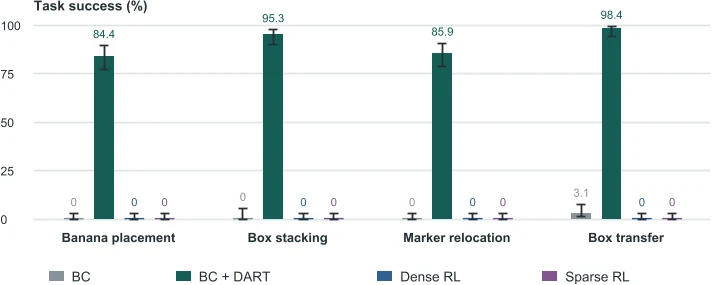 Task success (%)
100
75
50
25
0
84.4
95.3
85.9
98.4
0 0 0
0 0 0
0 0 0
3.1 0 0
Banana placement
Box stacking
Marker relocation
Box transfer
BC
BC + DART
Dense RL
Sparse RL